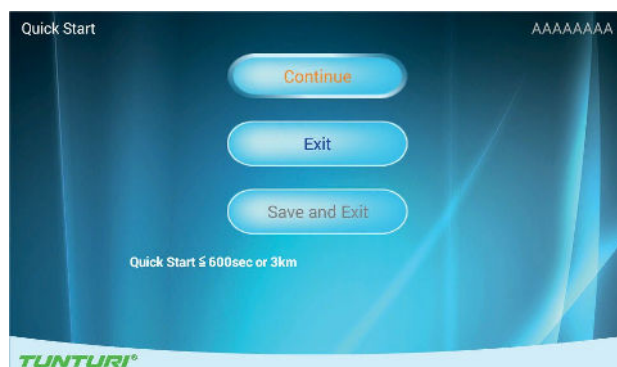 Quick Start
AAAAAAAA
Continue
Exit
Save and Exit
Quick Start ≦ 600sec or 3km
TUNTURI®